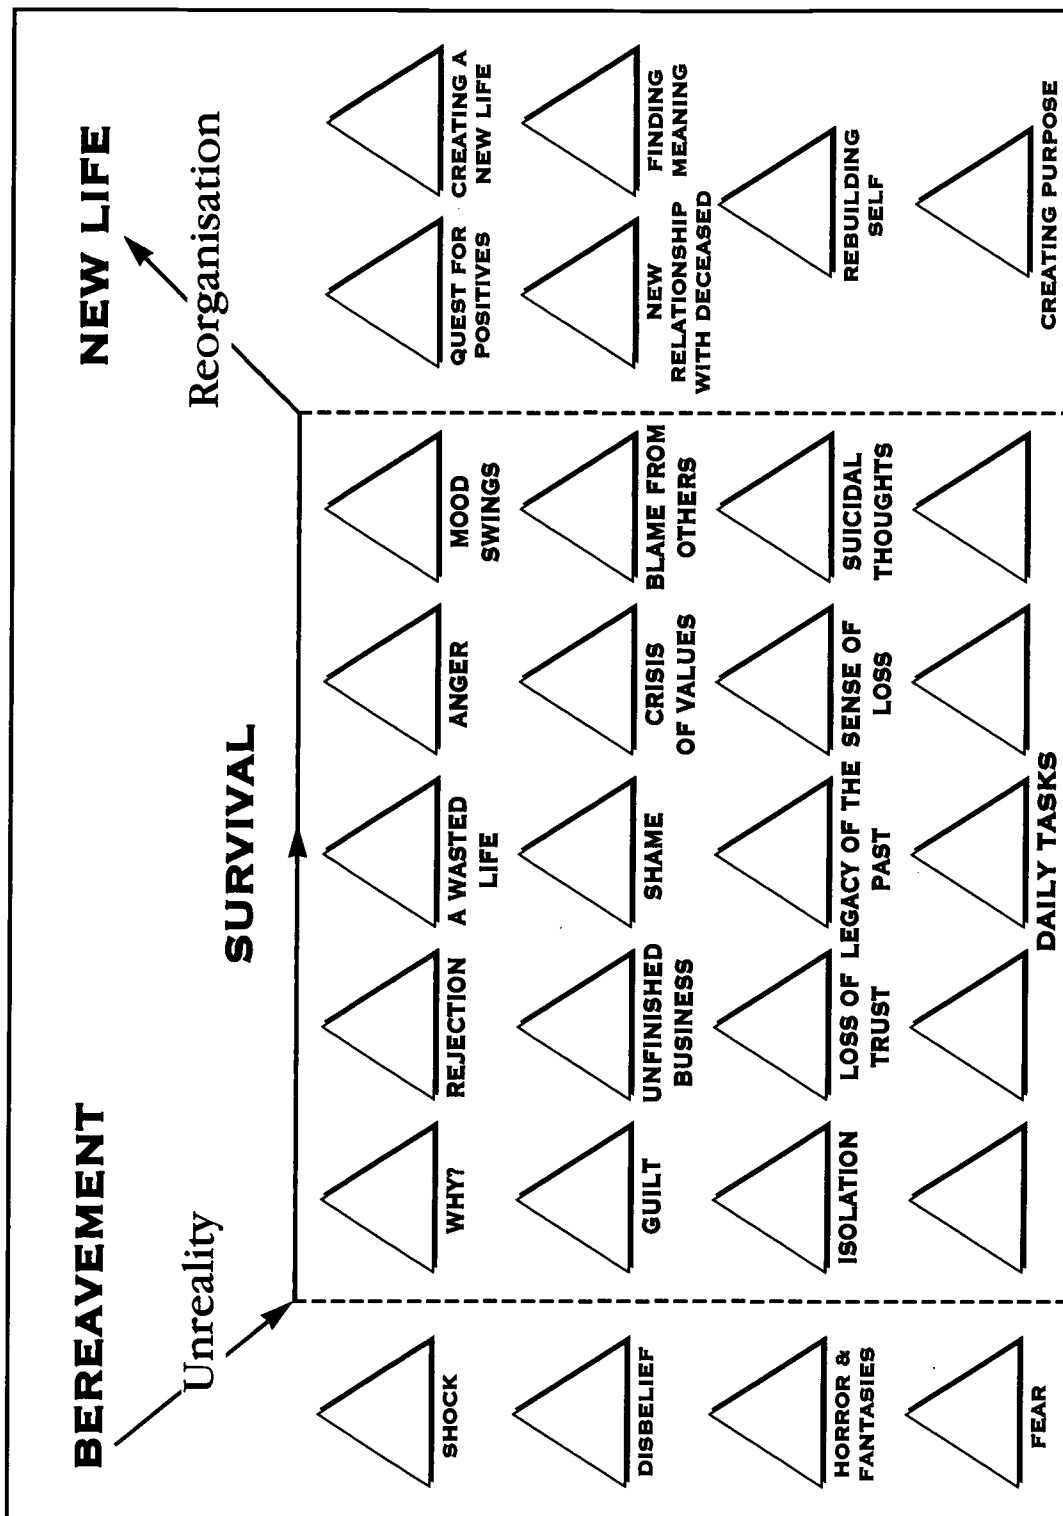 BEREAVEMENT
Unreality
SURVIVAL
NEW LIFE
Reorganisation
SHOCK
DISBELIEF
HORROR &
FANTASIES
FEAR
WHY?
REJECTION
A WASTED
LIFE
ANGER
MOOD
SWINGS
GUILT
UNFINISHED
BUSINESS
SHAME
CRISIS
OF VALUES
BLAME FROM
OTHERS
ISOLATION
LOSS OF
TRUST
LEGACY OF THE
PAST
SENSE OF
LOSS
SUICIDAL
THOUGHTS
DAILY TASKS
QUEST FOR
POSITIVES
CREATING A
NEW LIFE
NEW
RELATIONSHIP
WITH DECEASED
FINDING
MEANING
REBUILDING
SELF
CREATING PURPOSE